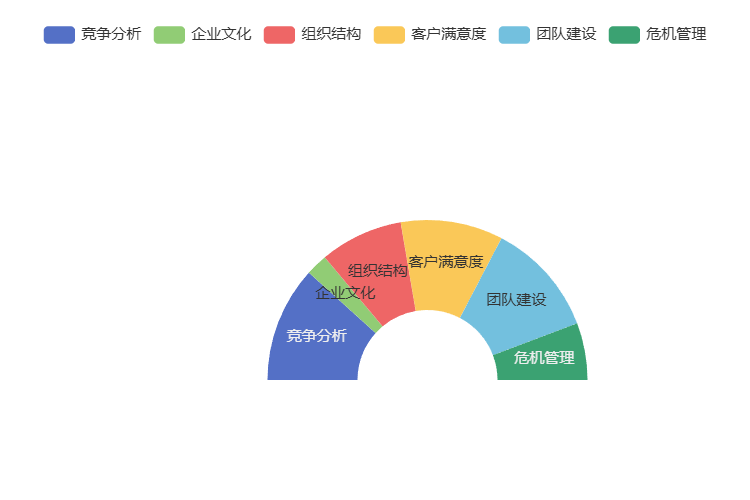 竞争分析 企业文化 组织结构 客户满意度 团队建设 危机管理
客户满意度
组织结构
企业文化
团队建设
竞争分析
危机管理